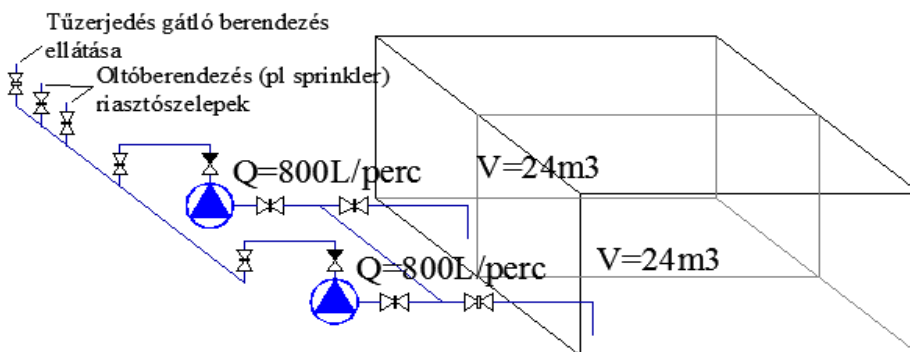 Tűzerjedés gátló berendezés
ellátása
Oltóberendezés (pl sprinkler)
riasztószelepek
Q=800L/perc
V=24m3
Q=800L/perc
V=24m3